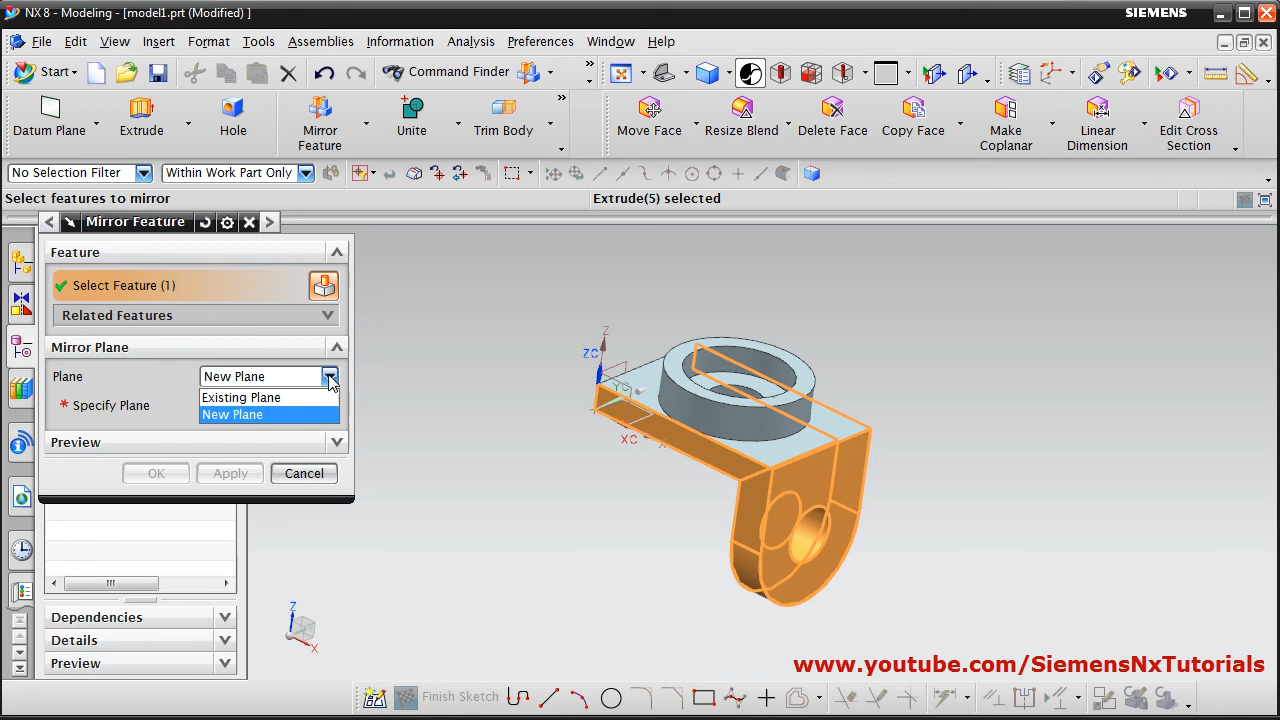 NX 8 - Modeling - [model1.prt (Modified) ]
SIEMENS
File Edit View Insert Format Tools Assemblies Information Analysis Preferences Window Help
Start Command Finder
Datum Plane Extrude Hole Mirror Feature Unite Trim Body Move Face Resize Blend Delete Face Copy Face Make Coplanar Linear Dimension Edit Cross Section
No Selection Filter Within Work Part Only
Select features to mirror Extrude(5) selected
Mirror Feature
Feature
Select Feature (1)
Related Features
Mirror Plane
Plane New Plane
Existing Plane
* Specify Plane New Plane
Preview
OK Apply Cancel
Z
ZC
YC
XC
Dependencies
Details
Preview
Z
X
www.youtube.com/SiemensNxTutorials
Finish Sketch